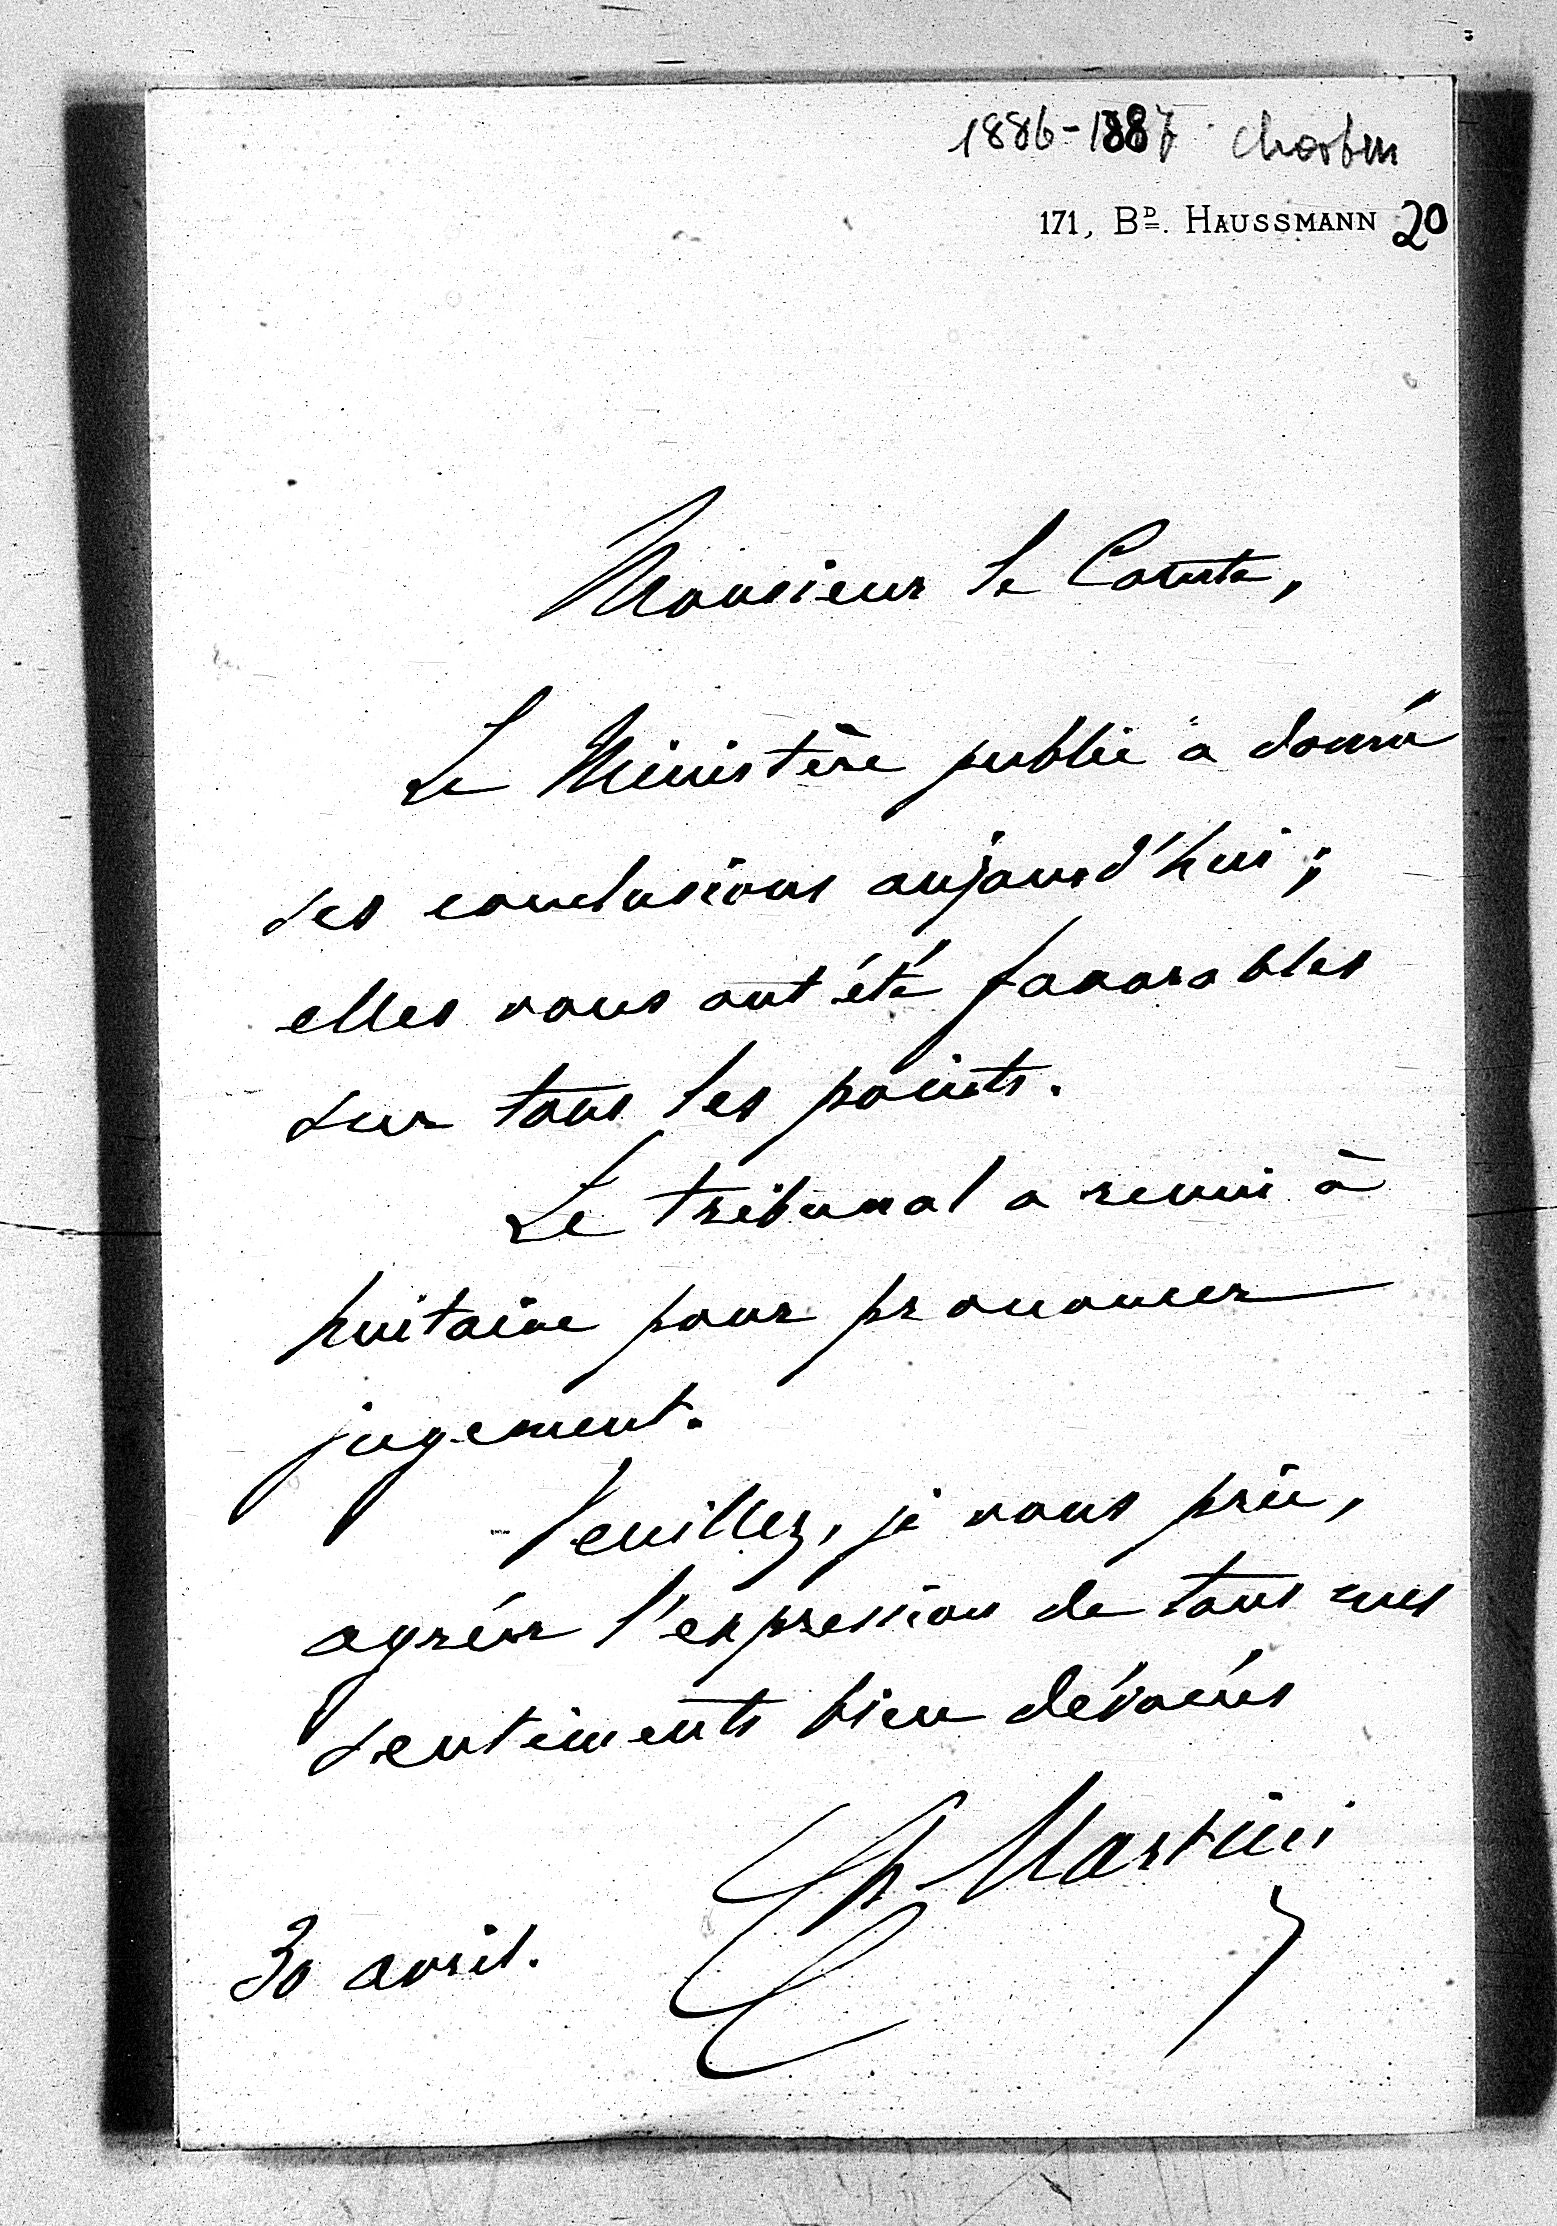 1886-1887
171, Bᴰ. HAUSSMANN 20
Monsieur le Comte,
Le Ministère public a donné
ses conclusions aujourd'hui ;
elles vous ont été favorables
sur tous les points.
Le tribunal a remis à
huitaine pour prononcer
jugement.
Veuillez, je vous prie,
agréer l'expression de tous mes
sentiments bien dévoués
Ch. Martini
30 avril.